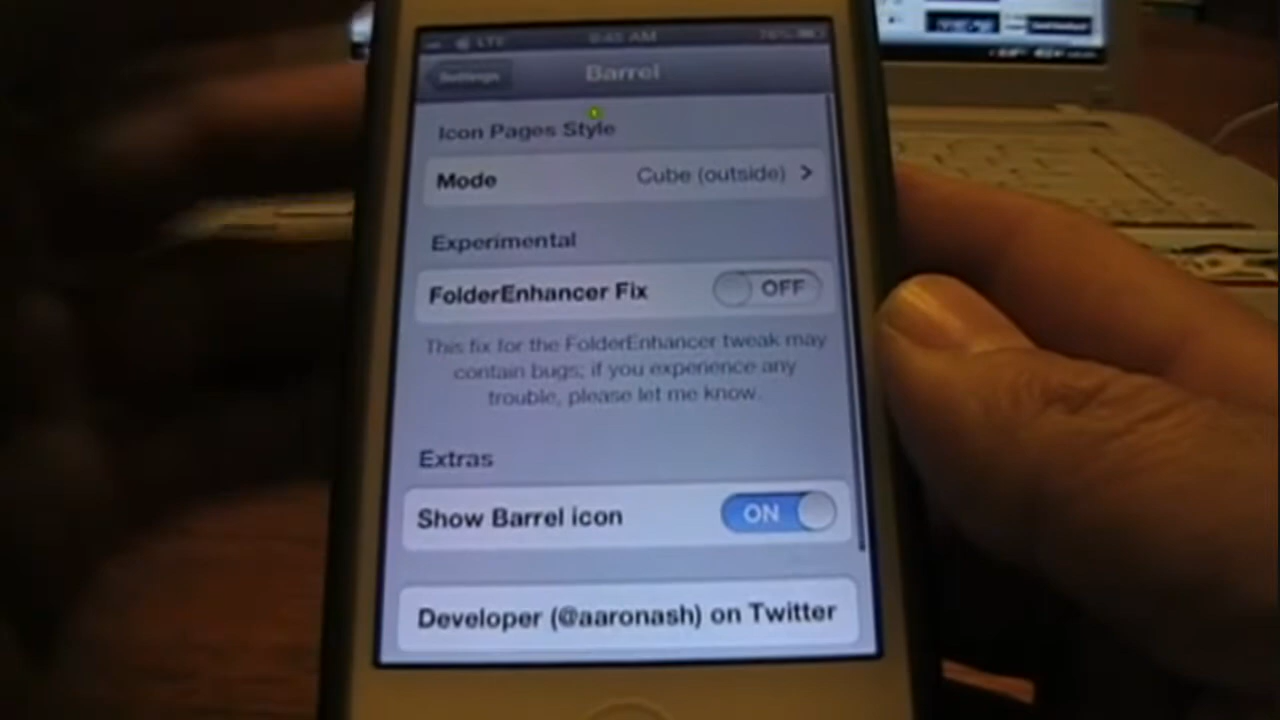 LTE
Settings
Barrel
Icon Pages Style
Mode
Cube (outside)
Experimental
FolderEnhancer Fix
OFF
This fix for the FolderEnhancer tweak may
contain bugs; if you experience any
trouble, please let me know.
Extras
Show Barrel icon
ON
Developer (@aaronash) on Twitter